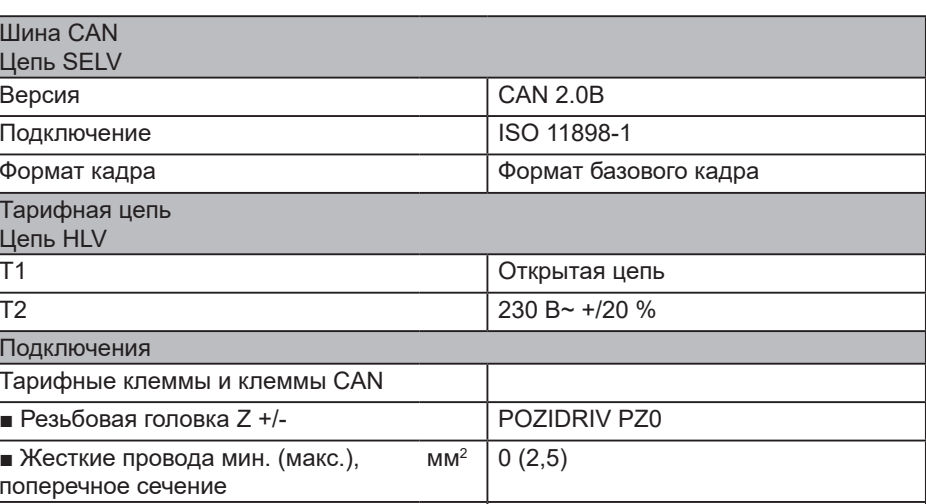 Шина CAN
Цепь SELV
Версия CAN 2.0B
Подключение ISO 11898-1
Формат кадра Формат базового кадра
Тарифная цепь
Цепь HLV
T1 Открытая цепь
T2 230 В~ +/20 %
Подключения
Тарифные клеммы и клеммы CAN
■ Резьбовая головка Z +/- POZIDRIV PZ0
■ Жесткие провода мин. (макс.), мм² 0 (2,5)
поперечное сечение